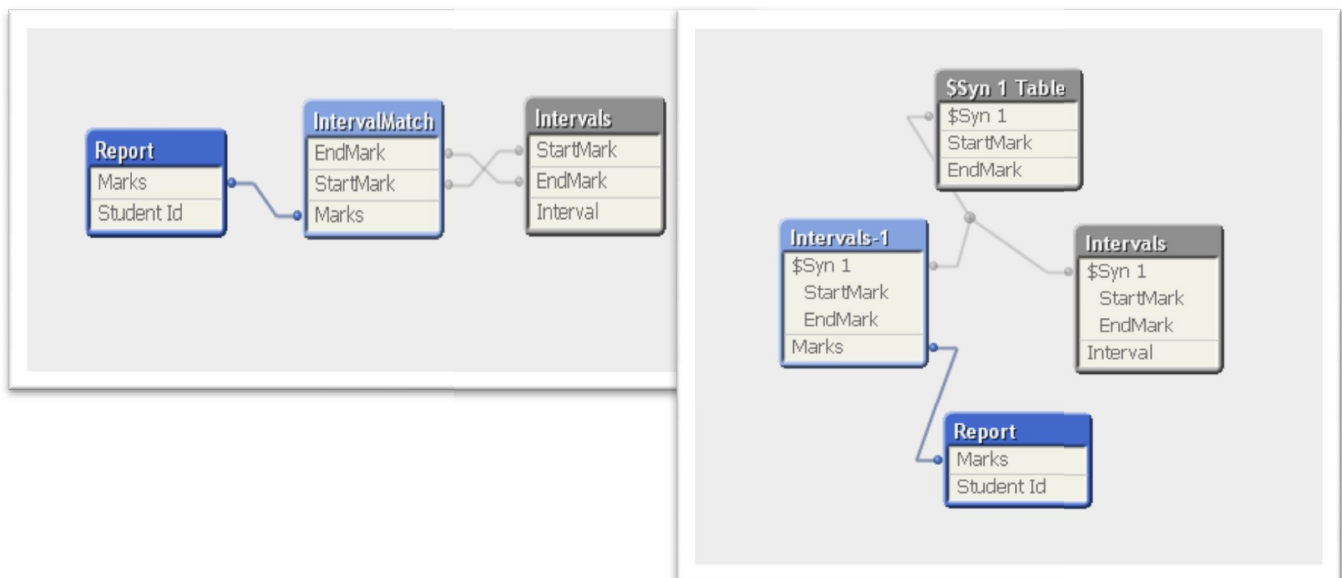 Report
Marks
Student Id
IntervalMatch
EndMark
StartMark
Marks
Intervals
StartMark
EndMark
Interval
$Syn 1 Table
$Syn 1
StartMark
EndMark
Intervals-1
$Syn 1
StartMark
EndMark
Marks
Intervals
$Syn 1
StartMark
EndMark
Interval
Report
Marks
Student Id